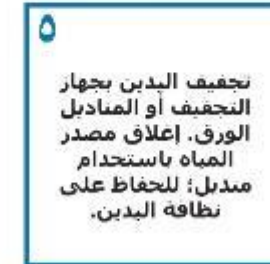 ٥
تجفيف اليدين بجهاز
التجفيف أو المناديل
الورق. إغلاق مصدر
المياه باستخدام
منديل؛ للحفاظ على
نظافة اليدين.